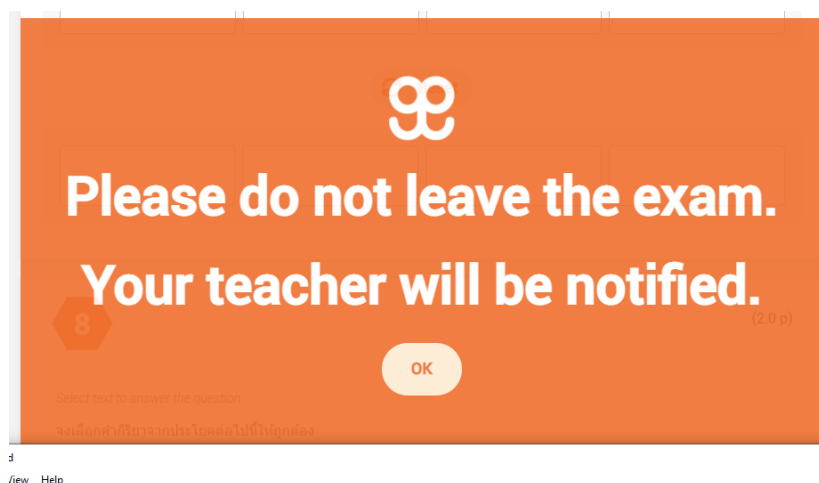 Please do not leave the exam.
Your teacher will be notified.
8
(2.0 p)
OK
Select text to answer the question
จงเลือกคำกิริยาจากประโยคต่อไปนี้ให้ถูกต้อง
d
View Help